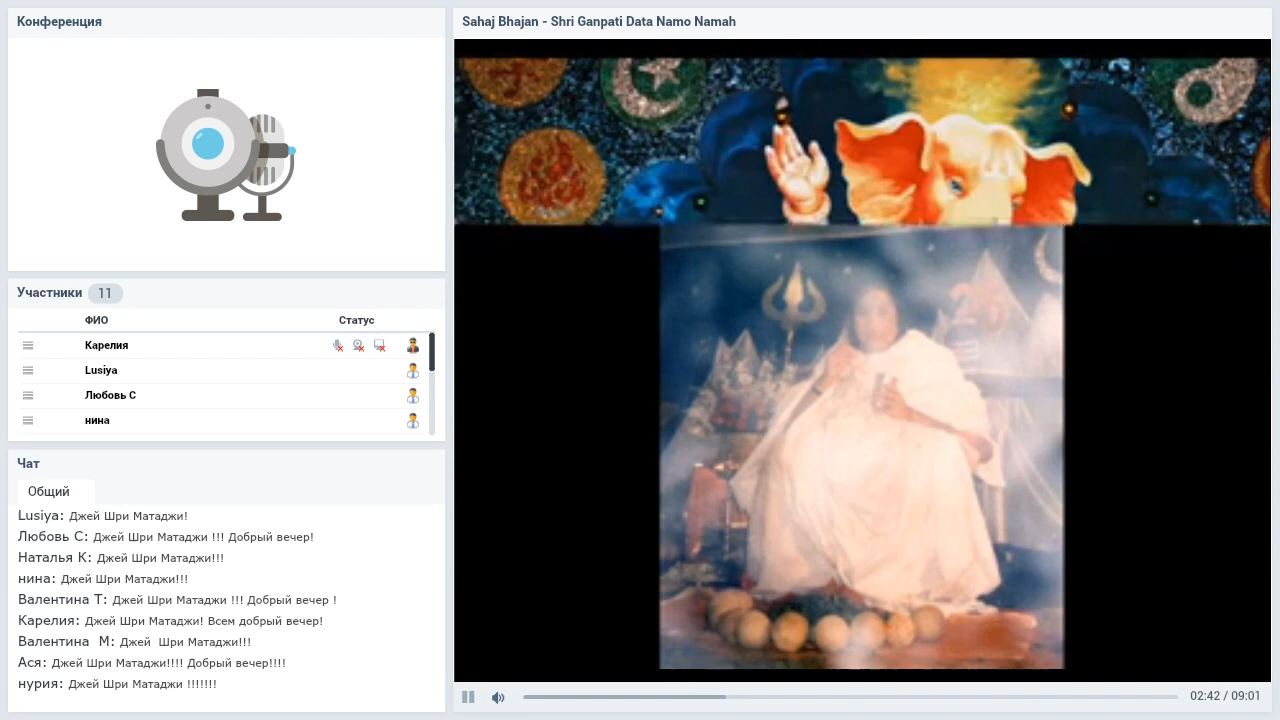 Конференция
Sahaj Bhajan - Shri Ganpati Data Namo Namah
Участники 11
ФИО Статус
Карелия
Lusiya
Любовь С
нина
Чат
Общий
Lusiya: Джей Шри Матаджи!
Любовь С: Джей Шри Матаджи !!! Добрый вечер!
Наталья К: Джей Шри Матаджи!!!
нина: Джей Шри Матаджи!!!
Валентина Т: Джей Шри Матаджи !!! Добрый вечер !
Карелия: Джей Шри Матаджи! Всем добрый вечер!
Валентина  М: Джей  Шри Матаджи!!!
Ася: Джей Шри Матаджи!!!! Добрый вечер!!!!
нурия: Джей Шри Матаджи !!!!!!!
02:42 / 09:01